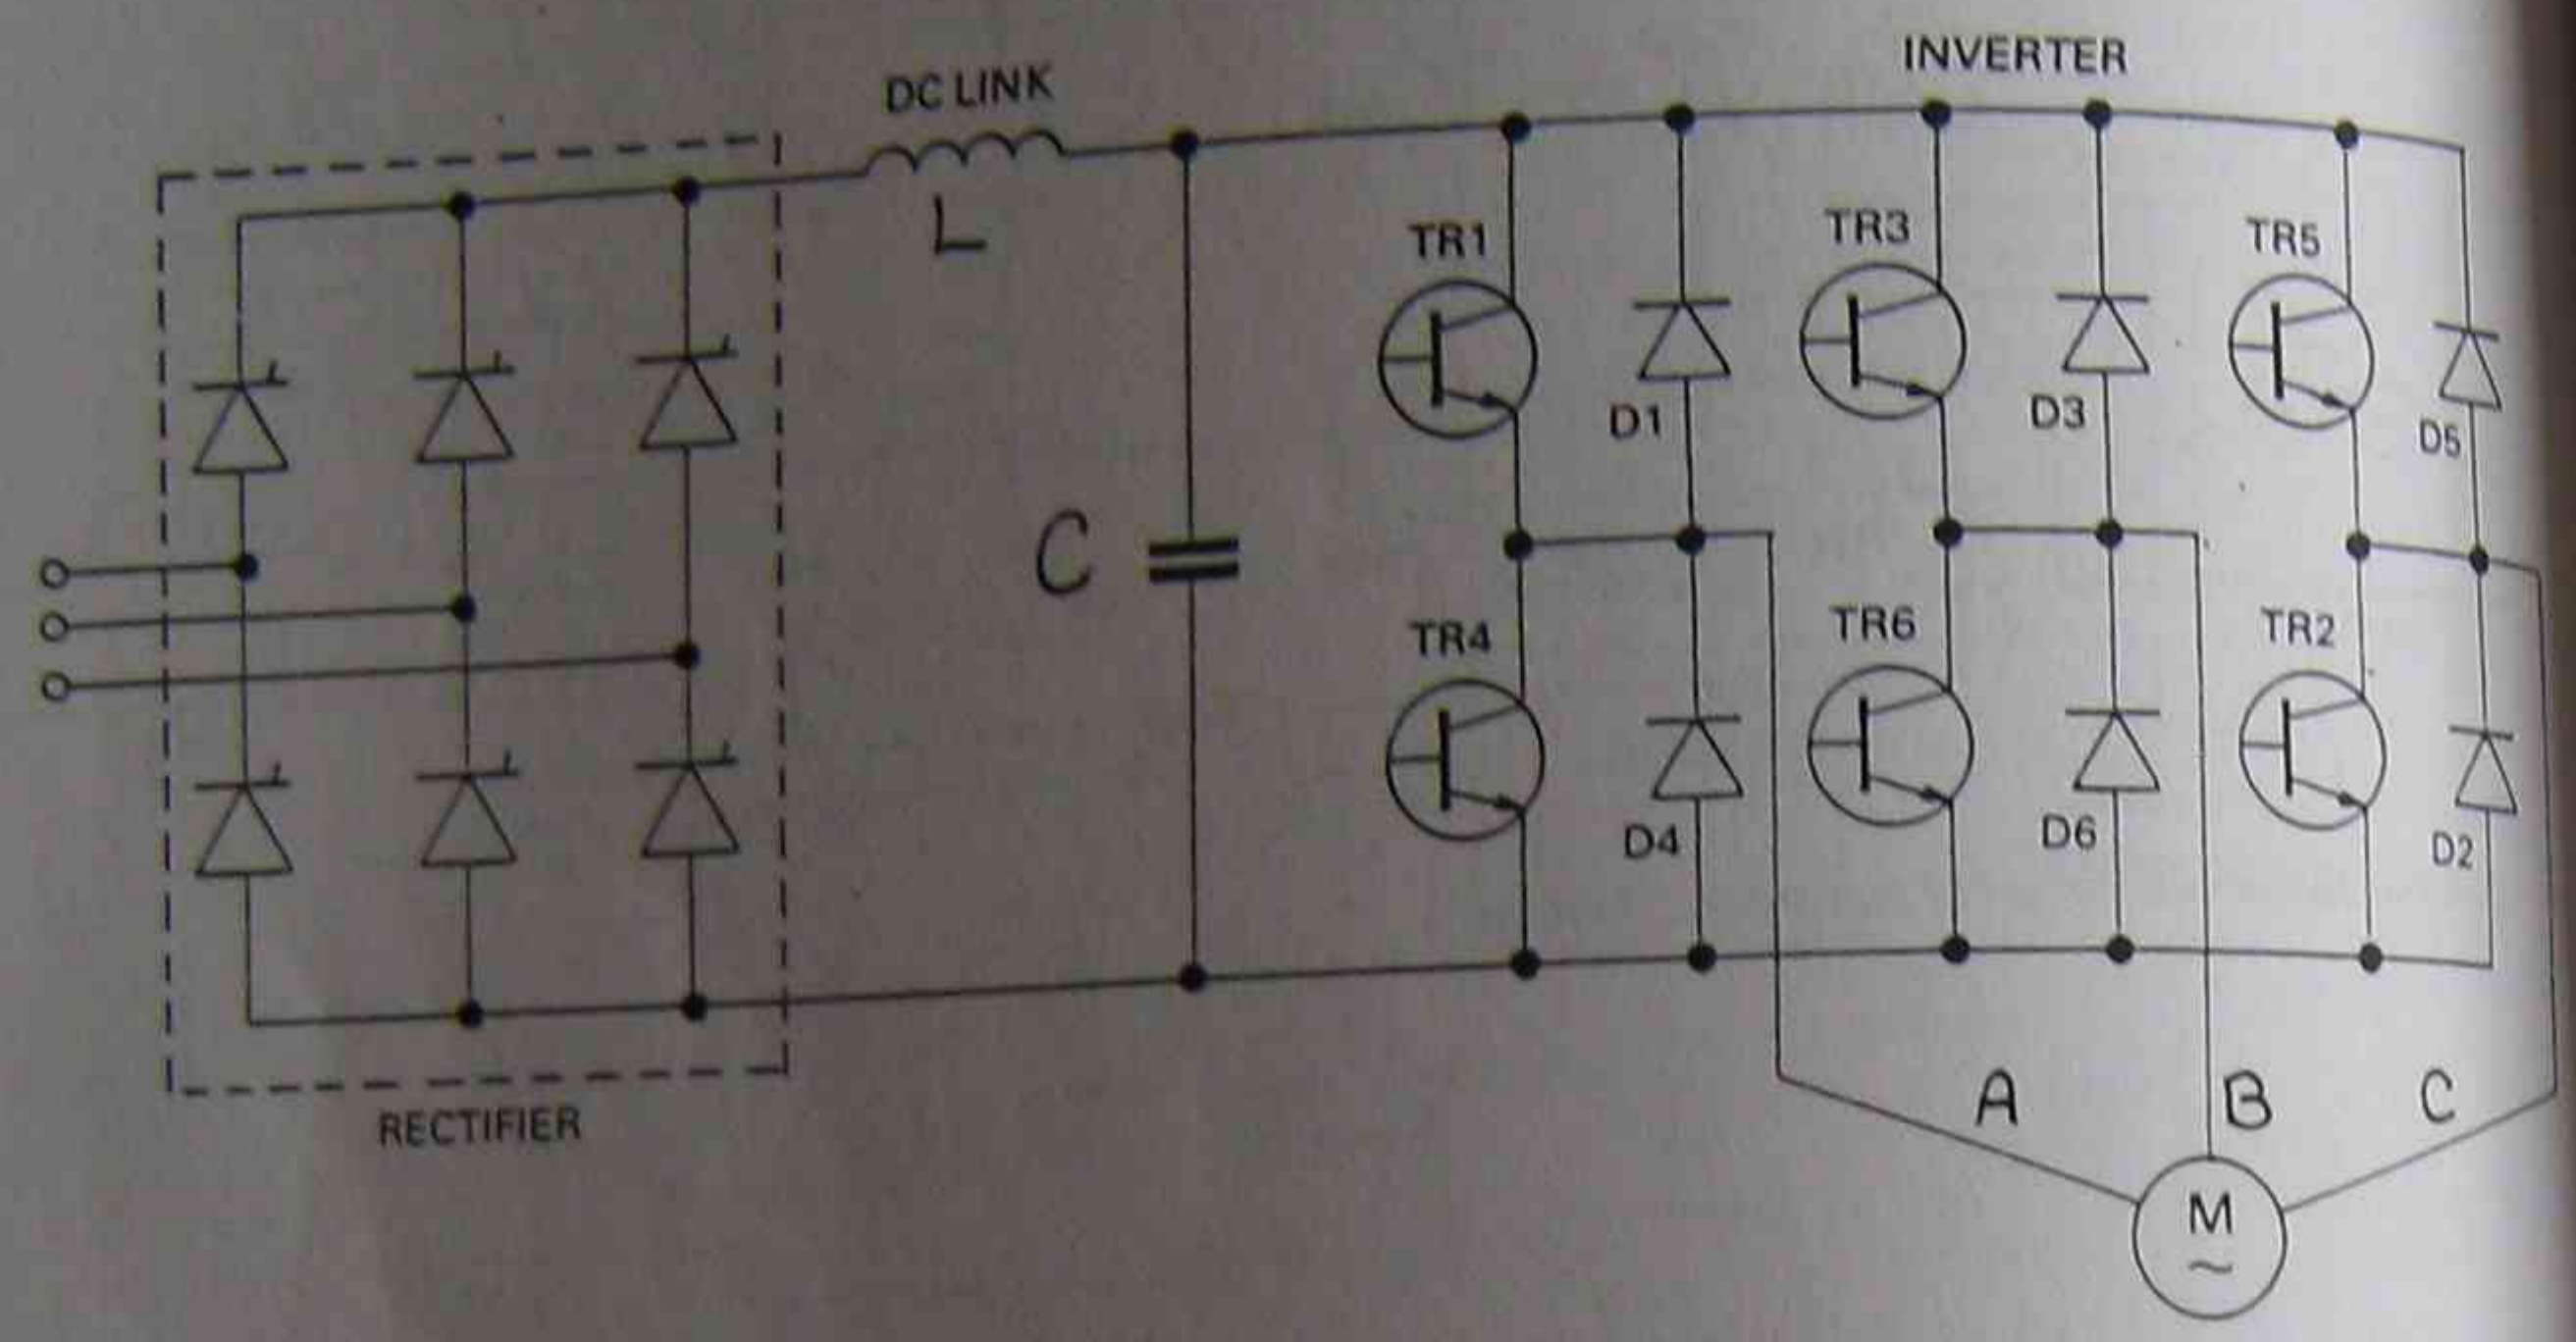 INVERTER
DC LINK
L
TR1
TR3
TR5
D1
D3
D5
C
TR4
TR6
TR2
D4
D6
D2
A
B
C
RECTIFIER
M
~